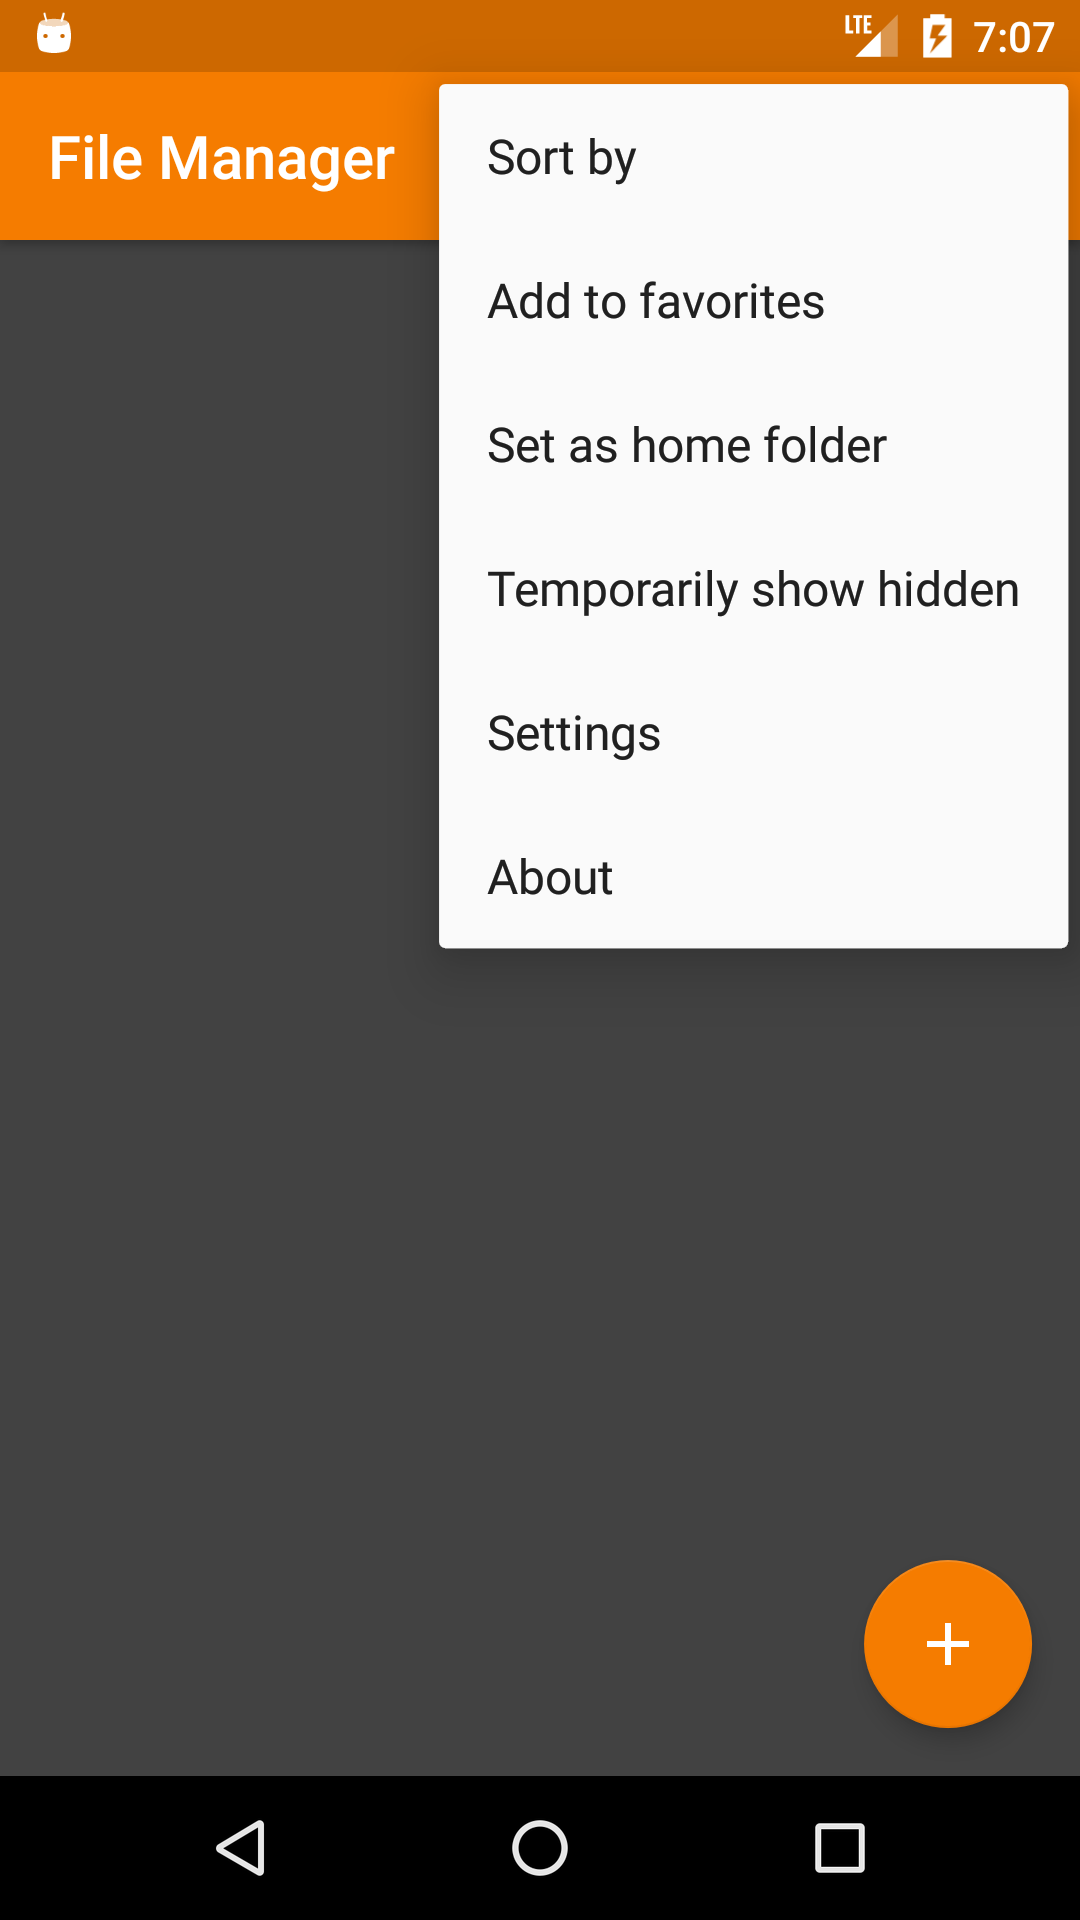 LTE 7:07
File Manager
Sort by
Add to favorites
Set as home folder
Temporarily show hidden
Settings
About